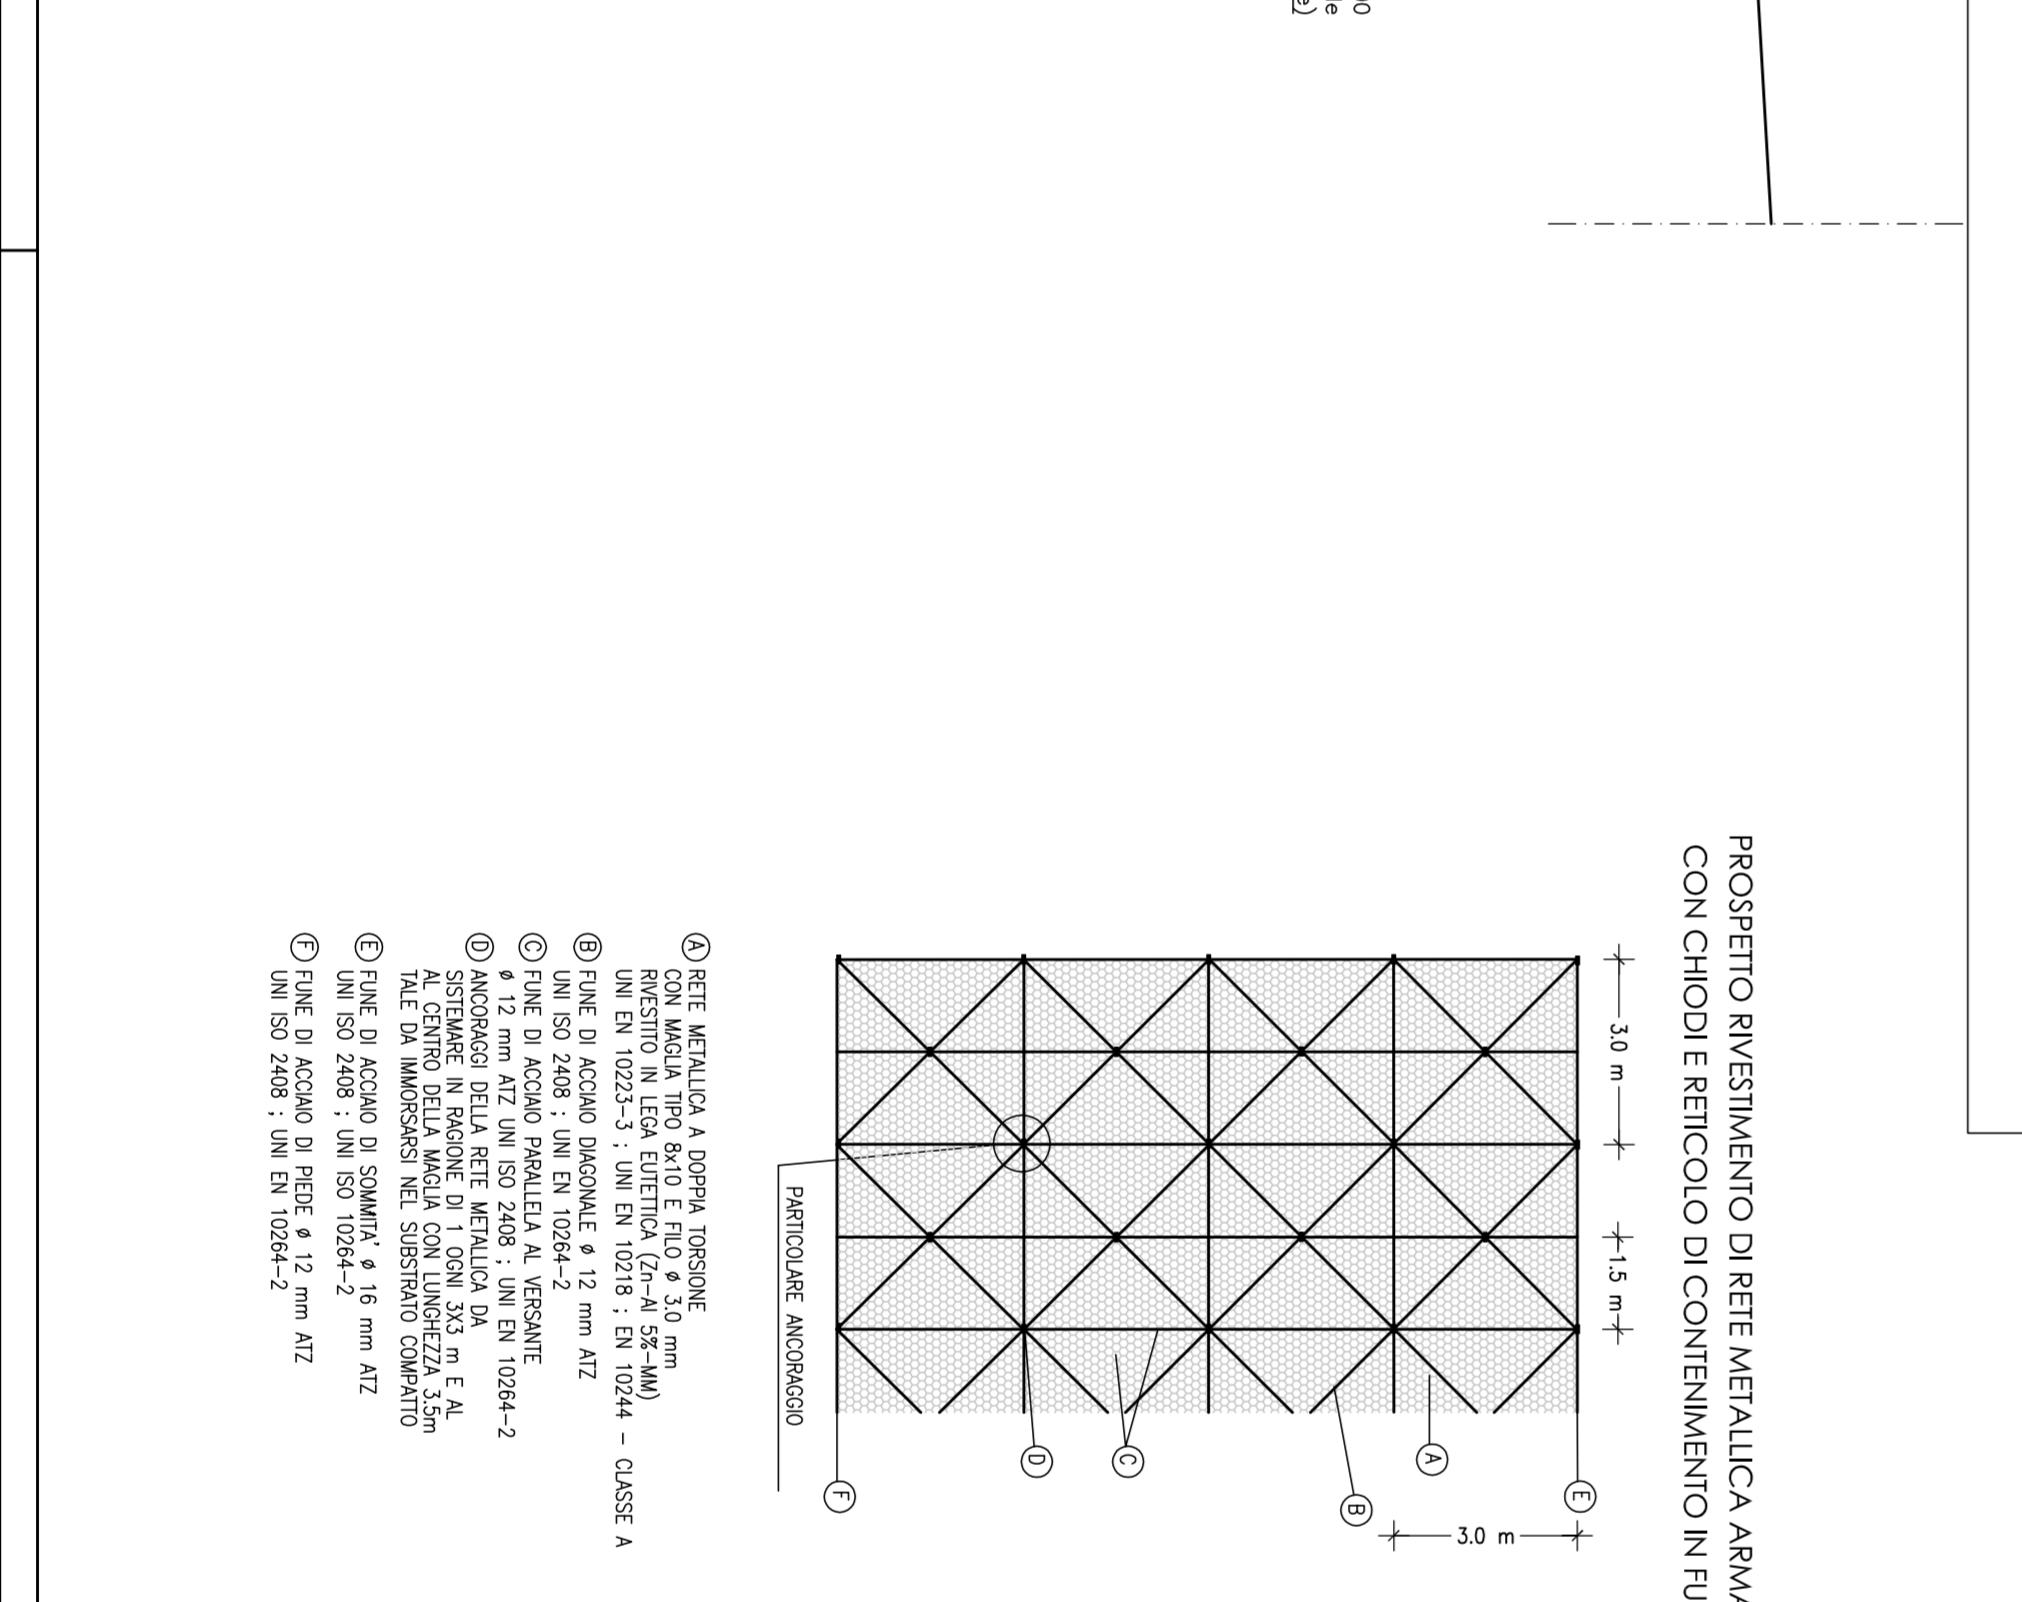 00
le
e)
PROSPETTO RIVESTIMENTO DI RETE METALLICA ARMA
CON CHIODI E RETICOLO DI CONTENIMENTO IN FU
3.0 m
1.5 m
3.0 m
E
A
B
C
D
F
PARTICOLARE ANCORAGGIO
A RETE METALLICA A DOPPIA TORSIONE
CON MAGLIA TIPO 8x10 E FILO ø 3.0 mm
RIVESTITO IN LEGA EUTETTICA (Zn-Al 5%-MM)
UNI EN 10223-3 ; UNI EN 10218 ; EN 10244 - CLASSE A
B FUNE DI ACCIAIO DIAGONALE ø 12 mm ATZ
UNI ISO 2408 ; UNI EN 10264-2
C FUNE DI ACCIAIO PARALLELA AL VERSANTE
ø 12 mm ATZ UNI ISO 2408 ; UNI EN 10264-2
D ANCORAGGI DELLA RETE METALLICA DA
SISTEMARE IN RAGIONE DI 1 OGNI 3X3 m E AL
AL CENTRO DELLA MAGLIA CON LUNGHEZZA 3.5m
TALE DA IMMORSARSI NEL SUBSTRATO COMPATTO
E FUNE DI ACCIAIO DI SOMMITA' ø 16 mm ATZ
UNI ISO 2408 ; UNI ISO 10264-2
F FUNE DI ACCIAIO DI PIEDE ø 12 mm ATZ
UNI ISO 2408 ; UNI EN 10264-2